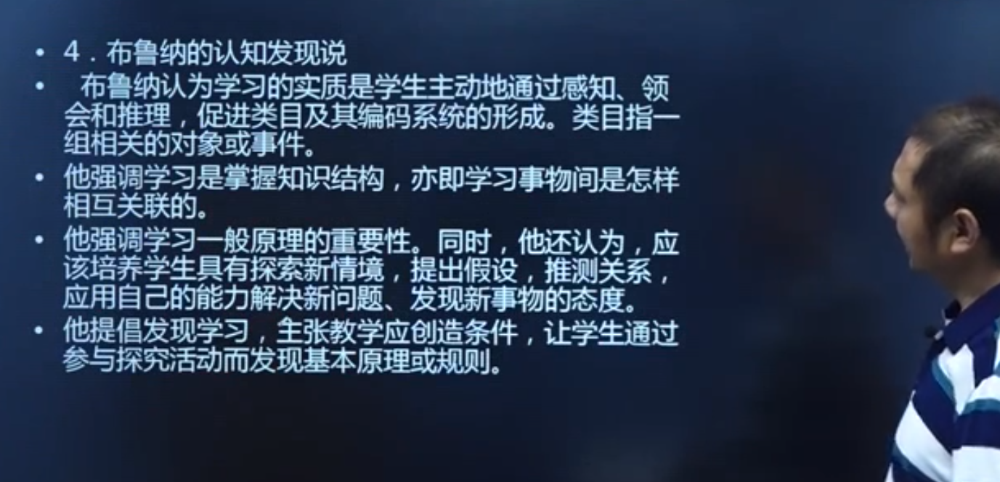 • 4．布鲁纳的认知发现说
• 布鲁纳认为学习的实质是学生主动地通过感知、领
会和推理，促进类目及其编码系统的形成。类目指一
组相关的对象或事件。
• 他强调学习是掌握知识结构，亦即学习事物间是怎样
相互关联的。
• 他强调学习一般原理的重要性。同时，他还认为，应
该培养学生具有探索新情境，提出假设，推测关系，
应用自己的能力解决新问题、发现新事物的态度。
• 他提倡发现学习，主张教学应创造条件，让学生通过
参与探究活动而发现基本原理或规则。